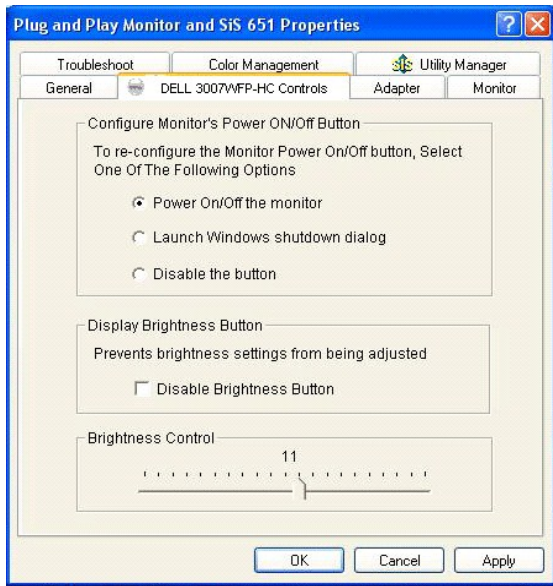 Plug and Play Monitor and SiS 651 Properties
Troubleshoot
Color Management
SiS Utility Manager
General
DELL 3007WFP-HC Controls
Adapter
Monitor
Configure Monitor's Power ON/Off Button
To re-configure the Monitor Power On/Off button, Select
One Of The Following Options
Power On/Off the monitor
Launch Windows shutdown dialog
Disable the button
Display Brightness Button
Prevents brightness settings from being adjusted
Disable Brightness Button
Brightness Control
11
OK
Cancel
Apply